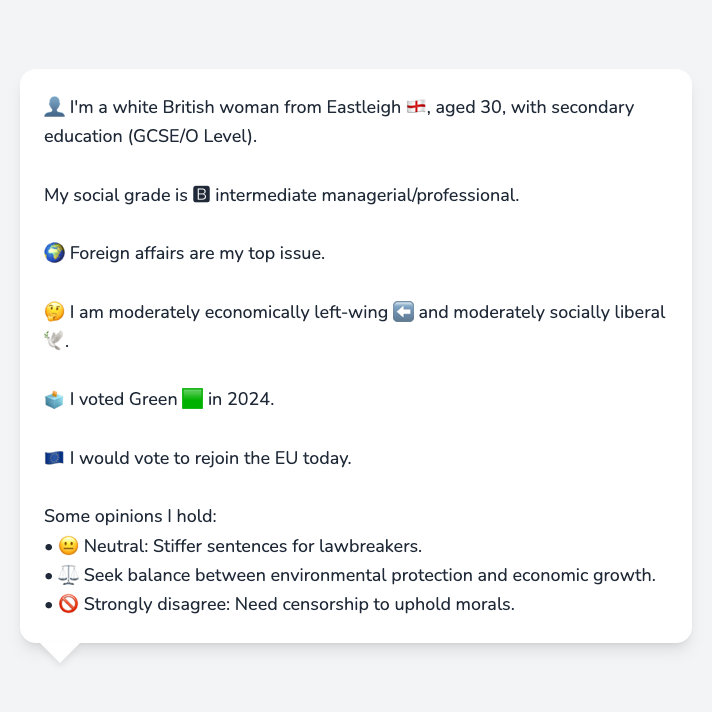 👤 I'm a white British woman from Eastleigh 🏴󠁧󠁢󠁥󠁮󠁧󠁿, aged 30, with secondary
education (GCSE/O Level).
My social grade is 🅱 intermediate managerial/professional.
🌍 Foreign affairs are my top issue.
🤔 I am moderately economically left-wing ⬅️ and moderately socially liberal
🕊️.
🗳️ I voted Green 🟩 in 2024.
🇪🇺 I would vote to rejoin the EU today.
Some opinions I hold:
• 😐 Neutral: Stiffer sentences for lawbreakers.
• ⚖️ Seek balance between environmental protection and economic growth.
• 🚫 Strongly disagree: Need censorship to uphold morals.